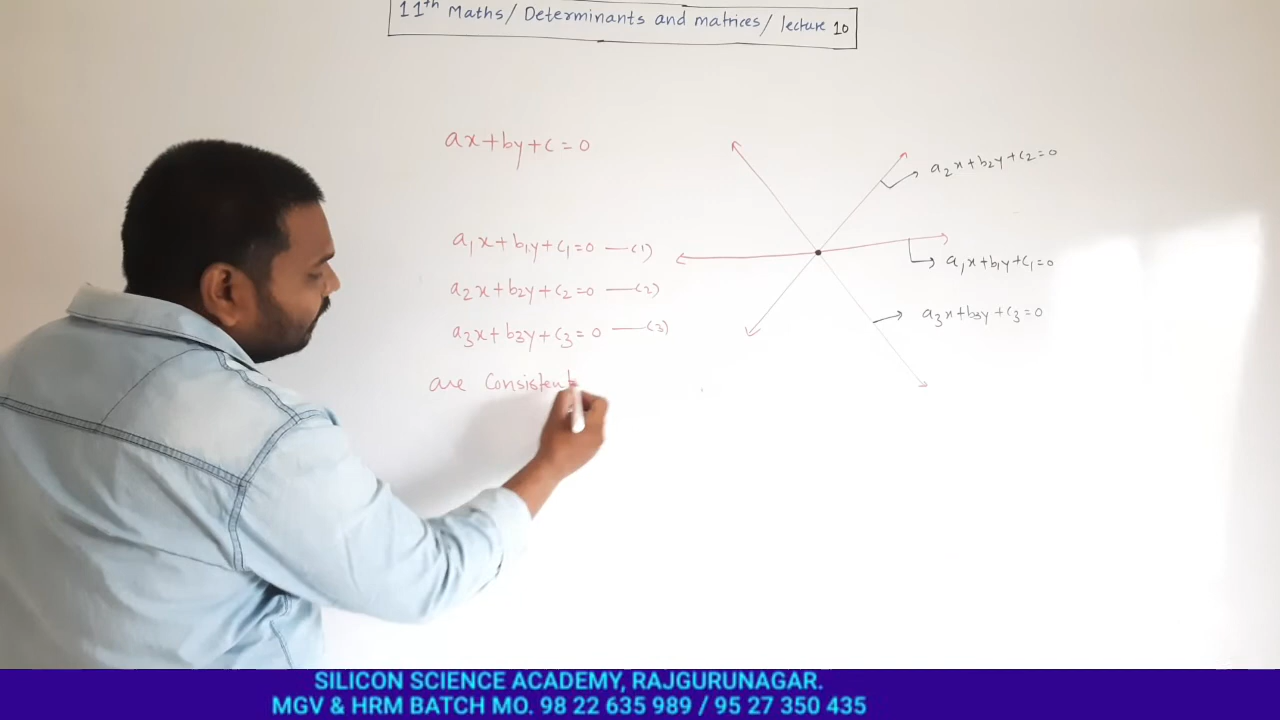 11th Maths/ Determinants and matrices/ lecture 10
ax+by+c=0
a₁x+b₁y+c₁=0 —(1)
a₂x+b₂y+c₂=0 —(2)
a₃x+b₃y+c₃=0 —(3)
are consistent
a₂x+b₂y+c₂=0
a₁x+b₁y+c₁=0
a₃x+b₃y+c₃=0
SILICON SCIENCE ACADEMY, RAJGURUNAGAR.
MGV & HRM BATCH MO. 98 22 635 989 / 95 27 350 435